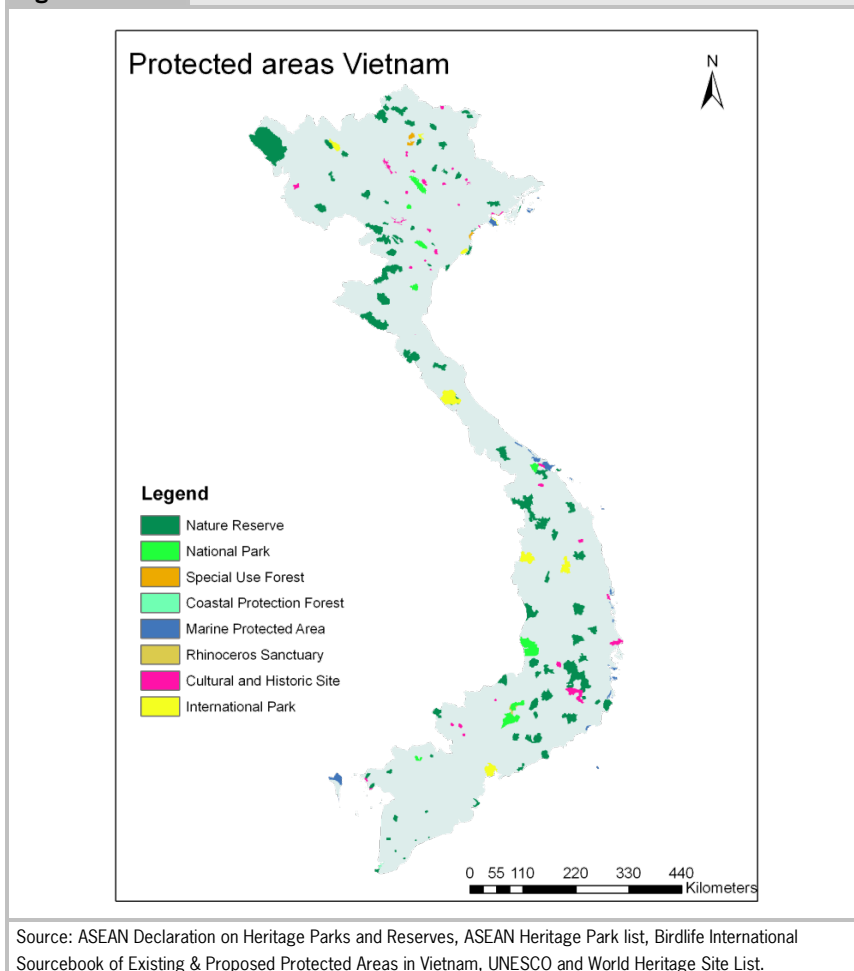 Protected areas Vietnam
N
Legend
Nature Reserve
National Park
Special Use Forest
Coastal Protection Forest
Marine Protected Area
Rhinoceros Sanctuary
Cultural and Historic Site
International Park
0 55 110 220 330 440
Kilometers
Source: ASEAN Declaration on Heritage Parks and Reserves, ASEAN Heritage Park list, Birdlife International
Sourcebook of Existing & Proposed Protected Areas in Vietnam, UNESCO and World Heritage Site List.